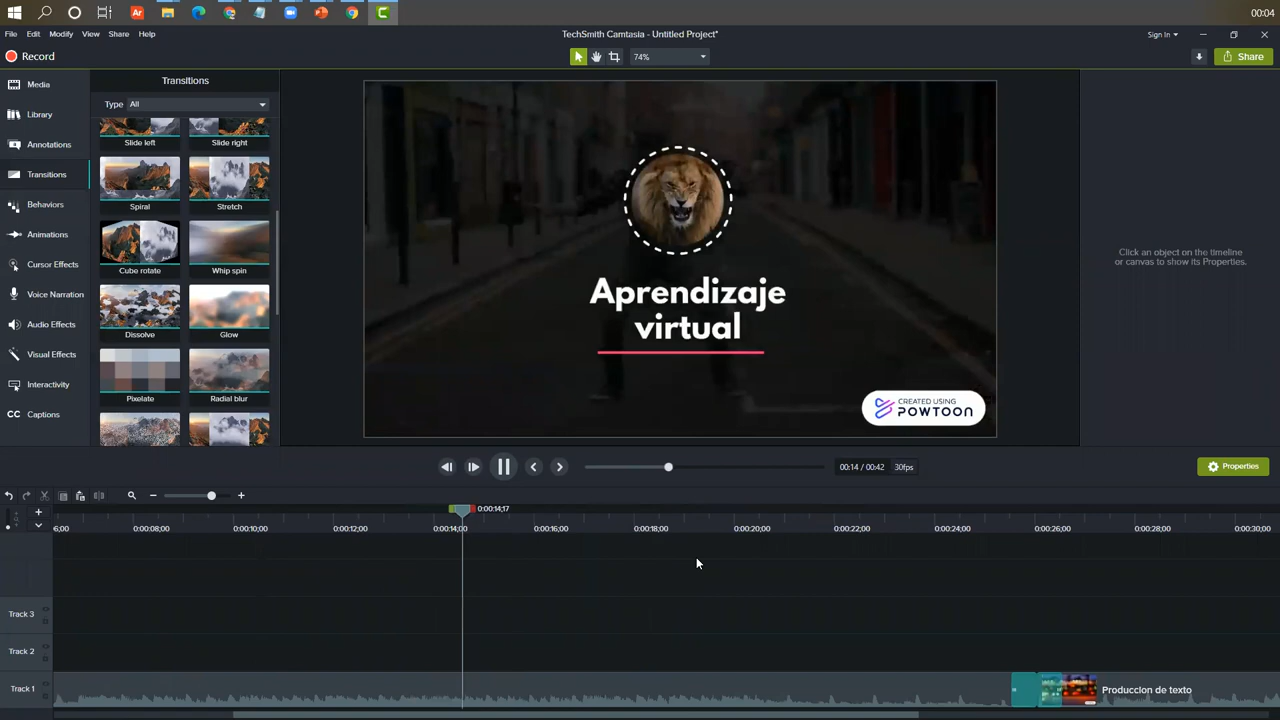 00:04
File Edit Modify View Share Help
TechSmith Camtasia - Untitled Project*
Sign In
Record
74%
Share
Media
Library
Annotations
Transitions
Behaviors
Animations
Cursor Effects
Voice Narration
Audio Effects
Visual Effects
Interactivity
CC Captions
Transitions
Type All
Slide left Slide right
Spiral Stretch
Cube rotate Whip spin
Dissolve Glow
Pixelate Radial blur
Aprendizaje
virtual
CREATED USING
POWTOON
Click an object on the timeline
or canvas to show its Properties.
00:14 / 00:42 30fps
Properties
0:00:14;17
6;00 0:00:08;00 0:00:10;00 0:00:12;00 0:00:14;00 0:00:16;00 0:00:18;00 0:00:20;00 0:00:22;00 0:00:24;00 0:00:26;00 0:00:28;00 0:00:30;00
Track 3
Track 2
Track 1
Produccion de texto